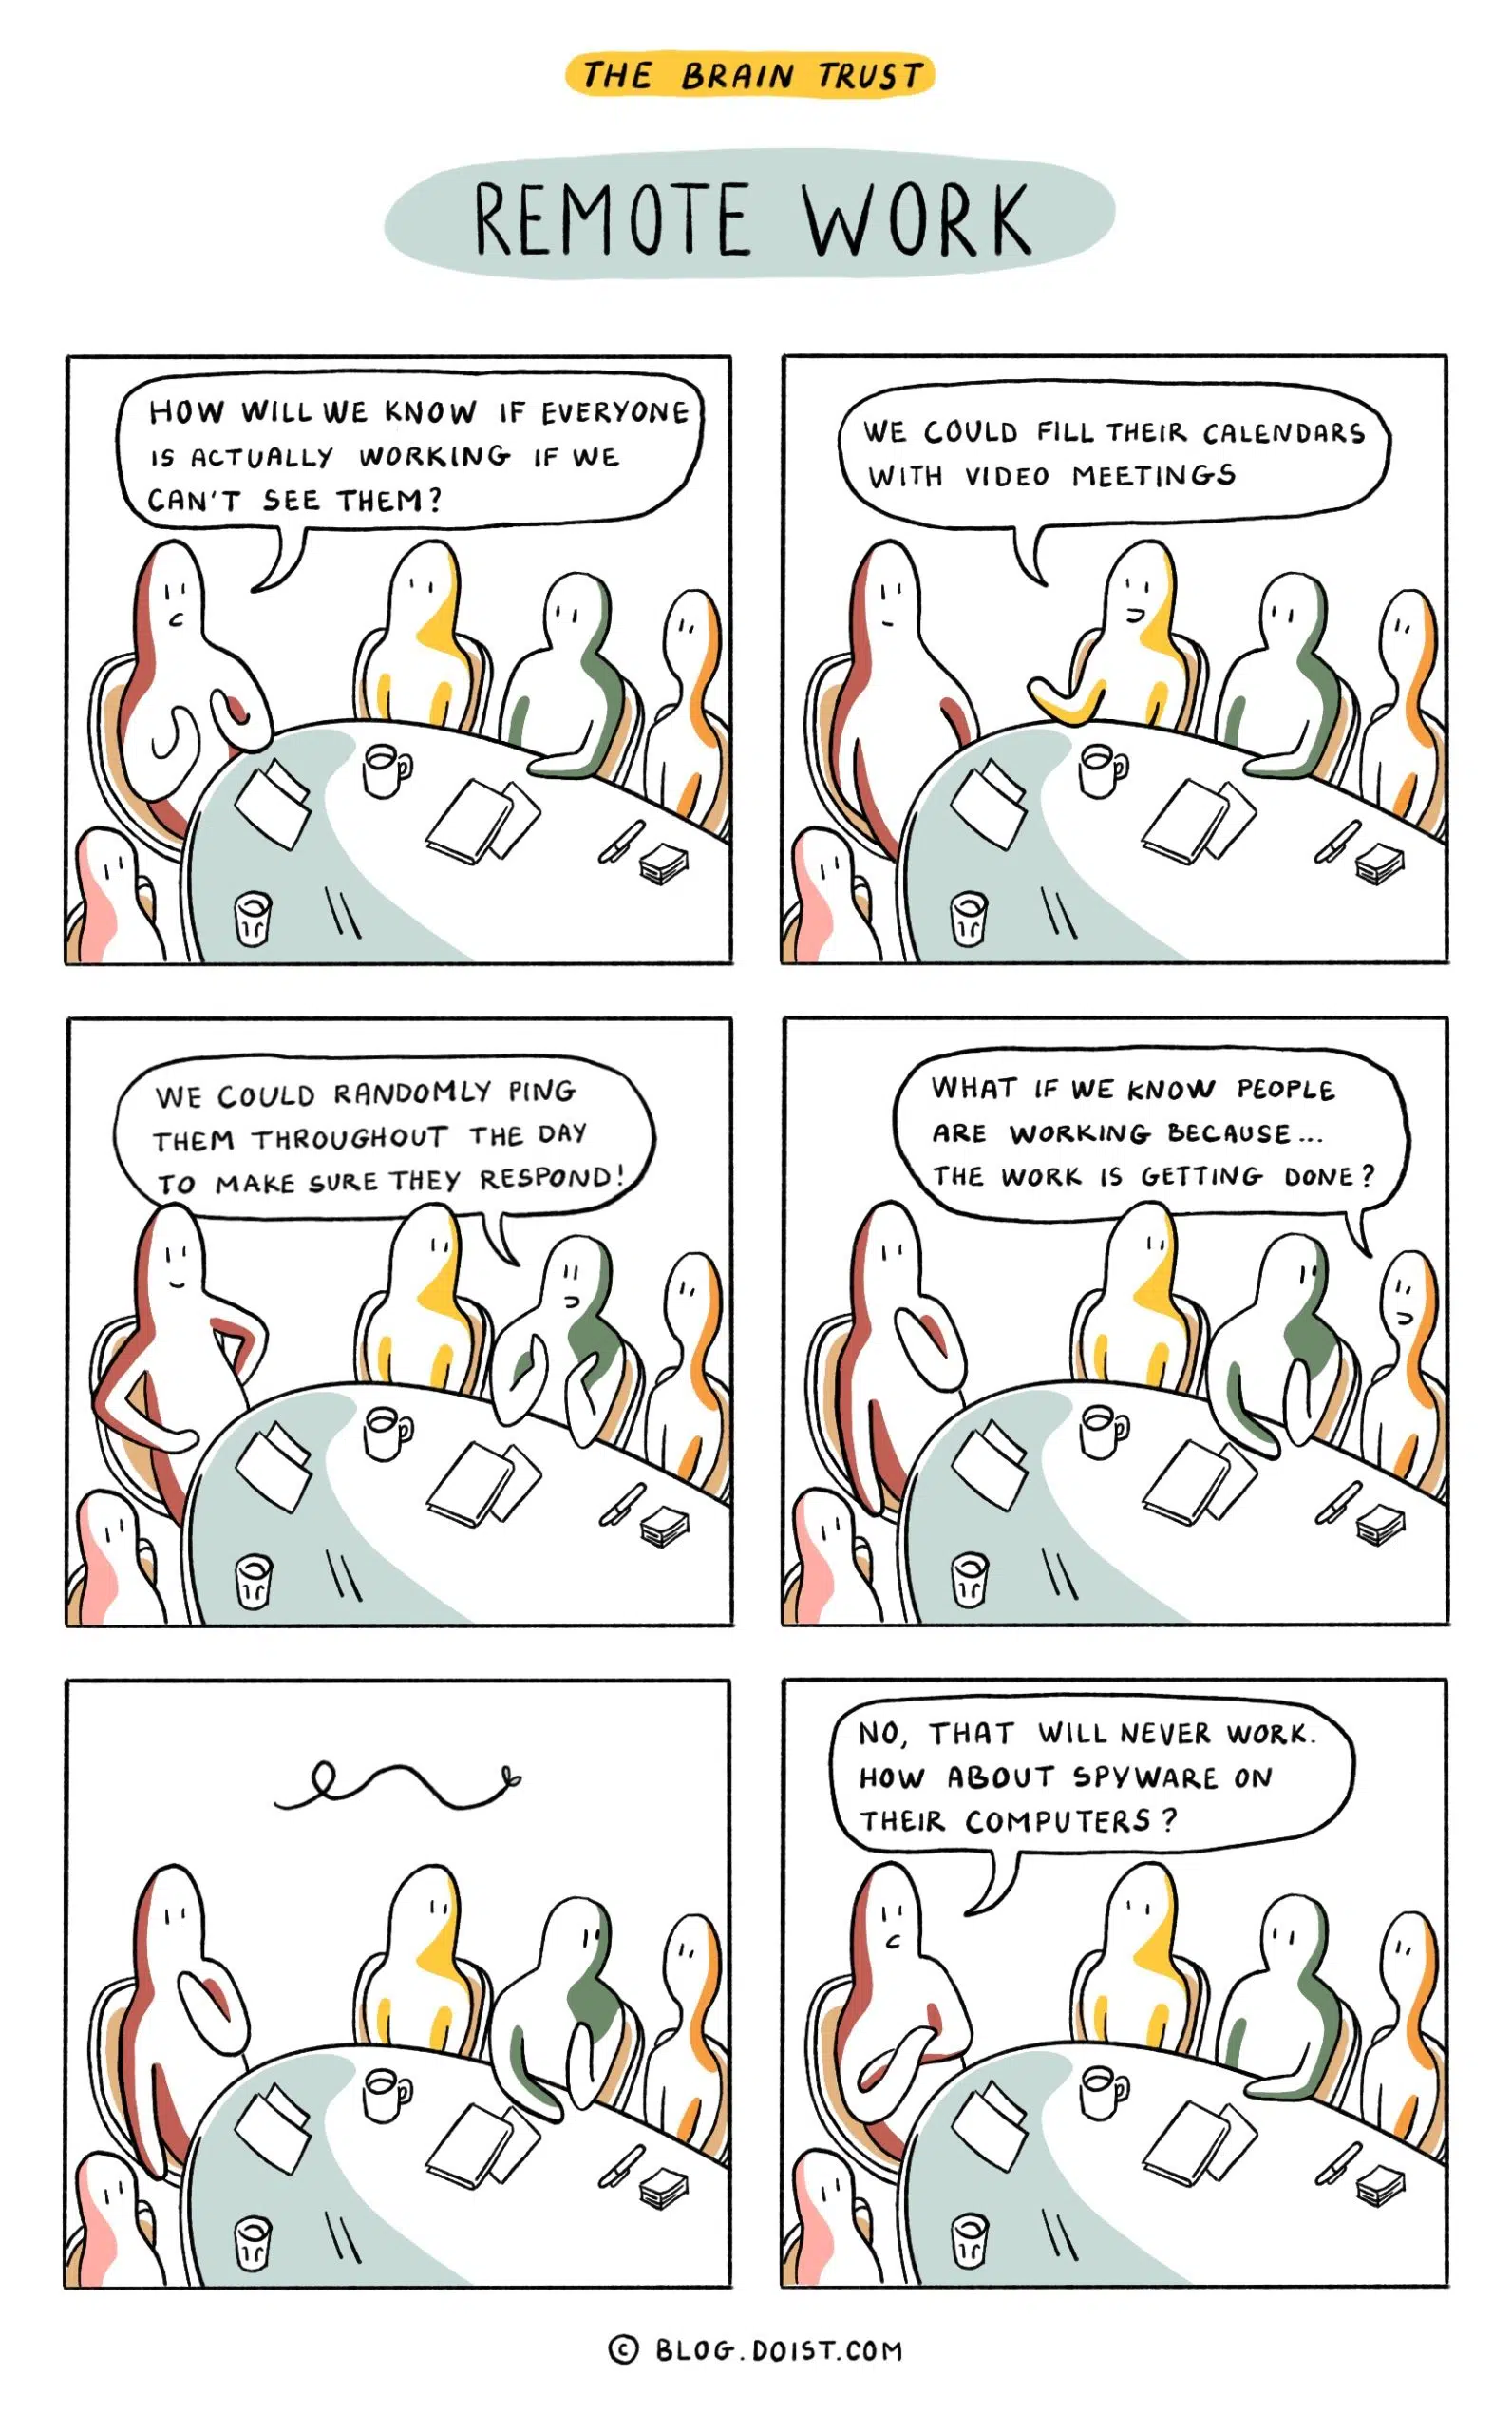 THE BRAIN TRUST
REMOTE WORK
HOW WILL WE KNOW IF EVERYONE
IS ACTUALLY WORKING IF WE
CAN'T SEE THEM?
WE COULD FILL THEIR CALENDARS
WITH VIDEO MEETINGS
WE COULD RANDOMLY PING
THEM THROUGHOUT THE DAY
TO MAKE SURE THEY RESPOND!
WHAT IF WE KNOW PEOPLE
ARE WORKING BECAUSE...
THE WORK IS GETTING DONE?
NO, THAT WILL NEVER WORK.
HOW ABOUT SPYWARE ON
THEIR COMPUTERS?
© BLOG.DOIST.COM